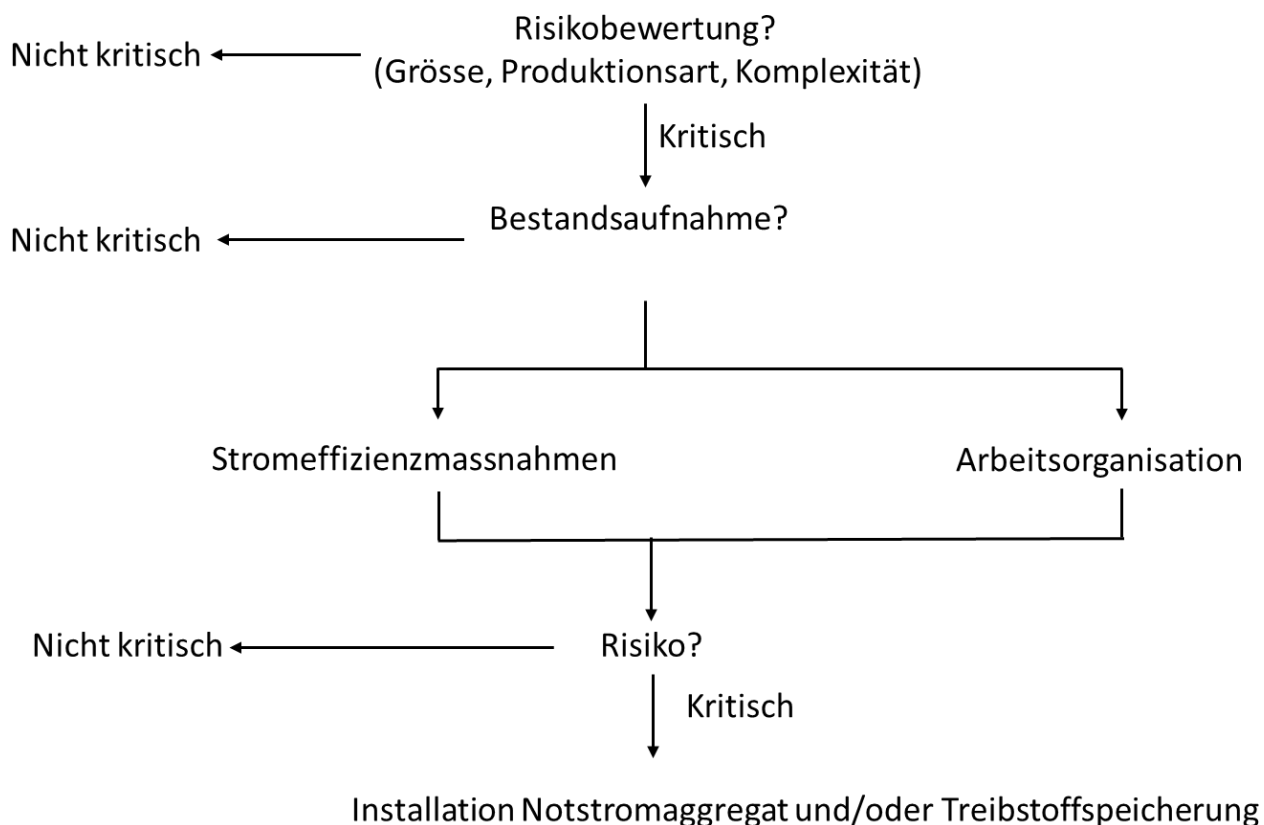 Risikobewertung?
Nicht kritisch
(Grösse, Produktionsart, Komplexität)
Kritisch
Bestandsaufnahme?
Nicht kritisch
Stromeffizienzmassnahmen
Arbeitsorganisation
Nicht kritisch
Risiko?
Kritisch
Installation Notstromaggregat und/oder Treibstoffspeicherung